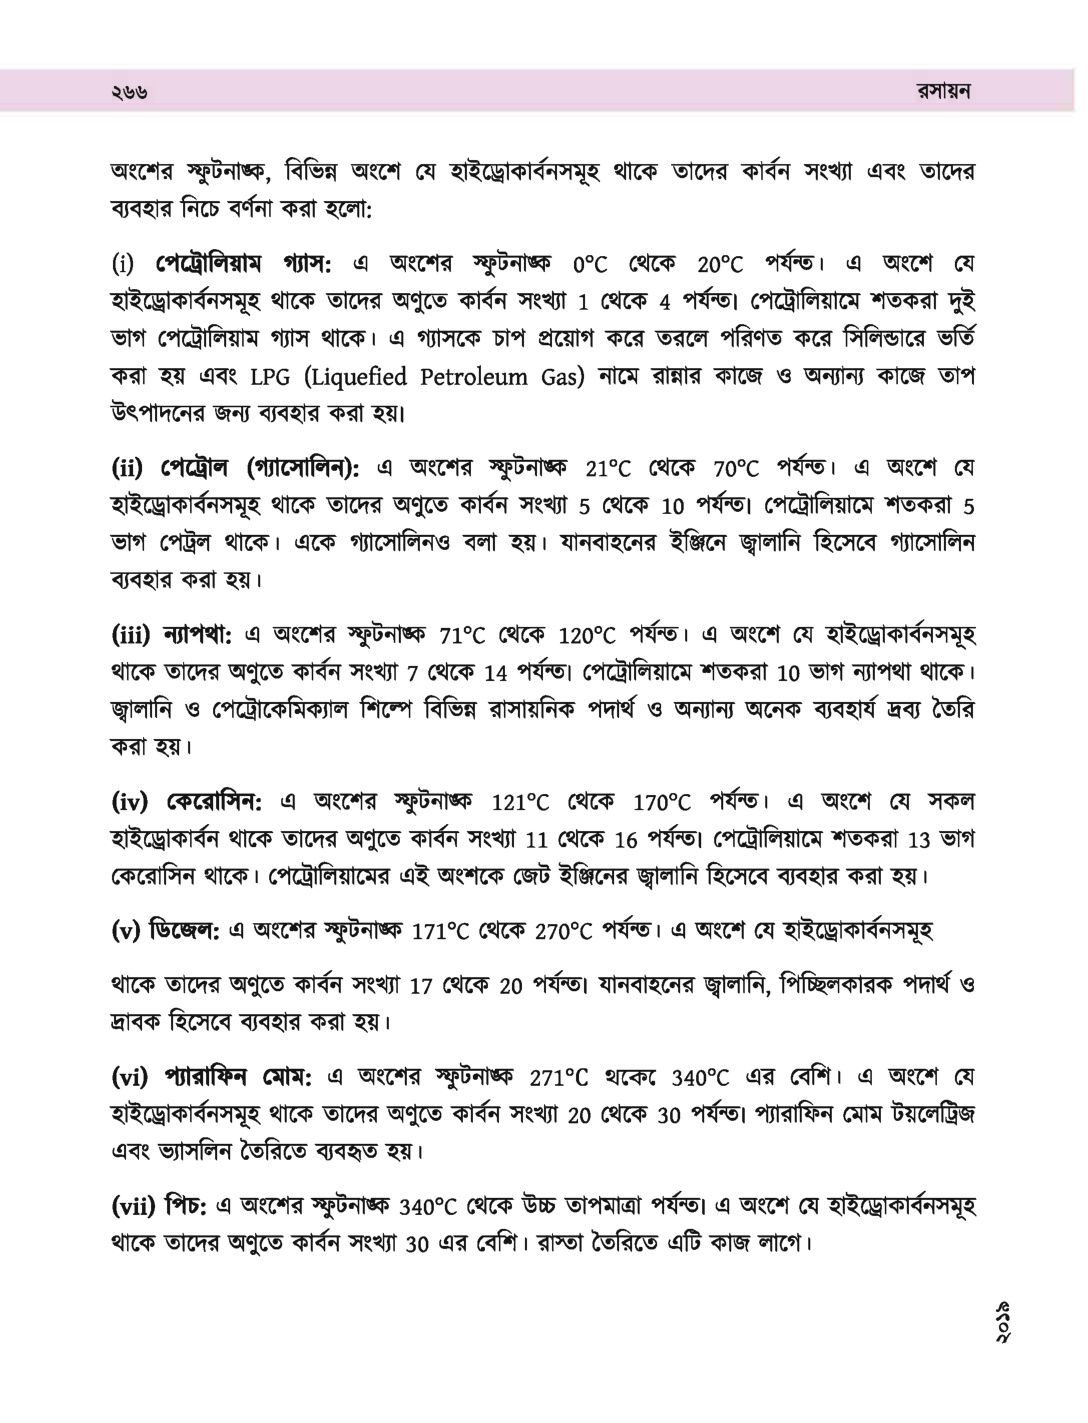 ২৬৬ রসায়ন
অংশের স্ফুটনাঙ্ক, বিভিন্ন অংশে যে হাইড্রোকার্বনসমূহ থাকে তাদের কার্বন সংখ্যা এবং তাদের
ব্যবহার নিচে বর্ণনা করা হলো:
(i) পেট্রোলিয়াম গ্যাস: এ অংশের স্ফুটনাঙ্ক 0°C থেকে 20°C পর্যন্ত। এ অংশে যে
হাইড্রোকার্বনসমূহ থাকে তাদের অণুতে কার্বন সংখ্যা 1 থেকে 4 পর্যন্ত। পেট্রোলিয়ামে শতকরা দুই
ভাগ পেট্রোলিয়াম গ্যাস থাকে। এ গ্যাসকে চাপ প্রয়োগ করে তরলে পরিণত করে সিলিন্ডারে ভর্তি
করা হয় এবং LPG (Liquefied Petroleum Gas) নামে রান্নার কাজে ও অন্যান্য কাজে তাপ
উৎপাদনের জন্য ব্যবহার করা হয়।
(ii) পেট্রোল (গ্যাসোলিন): এ অংশের স্ফুটনাঙ্ক 21°C থেকে 70°C পর্যন্ত। এ অংশে যে
হাইড্রোকার্বনসমূহ থাকে তাদের অণুতে কার্বন সংখ্যা 5 থেকে 10 পর্যন্ত। পেট্রোলিয়ামে শতকরা 5
ভাগ পেট্রল থাকে। একে গ্যাসোলিনও বলা হয়। যানবাহনের ইঞ্জিনে জ্বালানি হিসেবে গ্যাসোলিন
ব্যবহার করা হয়।
(iii) ন্যাপথা: এ অংশের স্ফুটনাঙ্ক 71°C থেকে 120°C পর্যন্ত। এ অংশে যে হাইড্রোকার্বনসমূহ
থাকে তাদের অণুতে কার্বন সংখ্যা 7 থেকে 14 পর্যন্ত। পেট্রোলিয়ামে শতকরা 10 ভাগ ন্যাপথা থাকে।
জ্বালানি ও পেট্রোকেমিক্যাল শিল্পে বিভিন্ন রাসায়নিক পদার্থ ও অন্যান্য অনেক ব্যবহার্য দ্রব্য তৈরি
করা হয়।
(iv) কেরোসিন: এ অংশের স্ফুটনাঙ্ক 121°C থেকে 170°C পর্যন্ত। এ অংশে যে সকল
হাইড্রোকার্বন থাকে তাদের অণুতে কার্বন সংখ্যা 11 থেকে 16 পর্যন্ত। পেট্রোলিয়ামে শতকরা 13 ভাগ
কেরোসিন থাকে। পেট্রোলিয়ামের এই অংশকে জেট ইঞ্জিনের জ্বালানি হিসেবে ব্যবহার করা হয়।
(v) ডিজেল: এ অংশের স্ফুটনাঙ্ক 171°C থেকে 270°C পর্যন্ত। এ অংশে যে হাইড্রোকার্বনসমূহ
থাকে তাদের অণুতে কার্বন সংখ্যা 17 থেকে 20 পর্যন্ত। যানবাহনের জ্বালানি, পিচ্ছিলকারক পদার্থ ও
দ্রাবক হিসেবে ব্যবহার করা হয়।
(vi) প্যারাফিন মোম: এ অংশের স্ফুটনাঙ্ক 271°C থকেে 340°C এর বেশি। এ অংশে যে
হাইড্রোকার্বনসমূহ থাকে তাদের অণুতে কার্বন সংখ্যা 20 থেকে 30 পর্যন্ত। প্যারাফিন মোম টয়লেট্রিজ
এবং ভ্যাসলিন তৈরিতে ব্যবহৃত হয়।
(vii) পিচ: এ অংশের স্ফুটনাঙ্ক 340°C থেকে উচ্চ তাপমাত্রা পর্যন্ত। এ অংশে যে হাইড্রোকার্বনসমূহ
থাকে তাদের অণুতে কার্বন সংখ্যা 30 এর বেশি। রাস্তা তৈরিতে এটি কাজ লাগে।
২০১৯